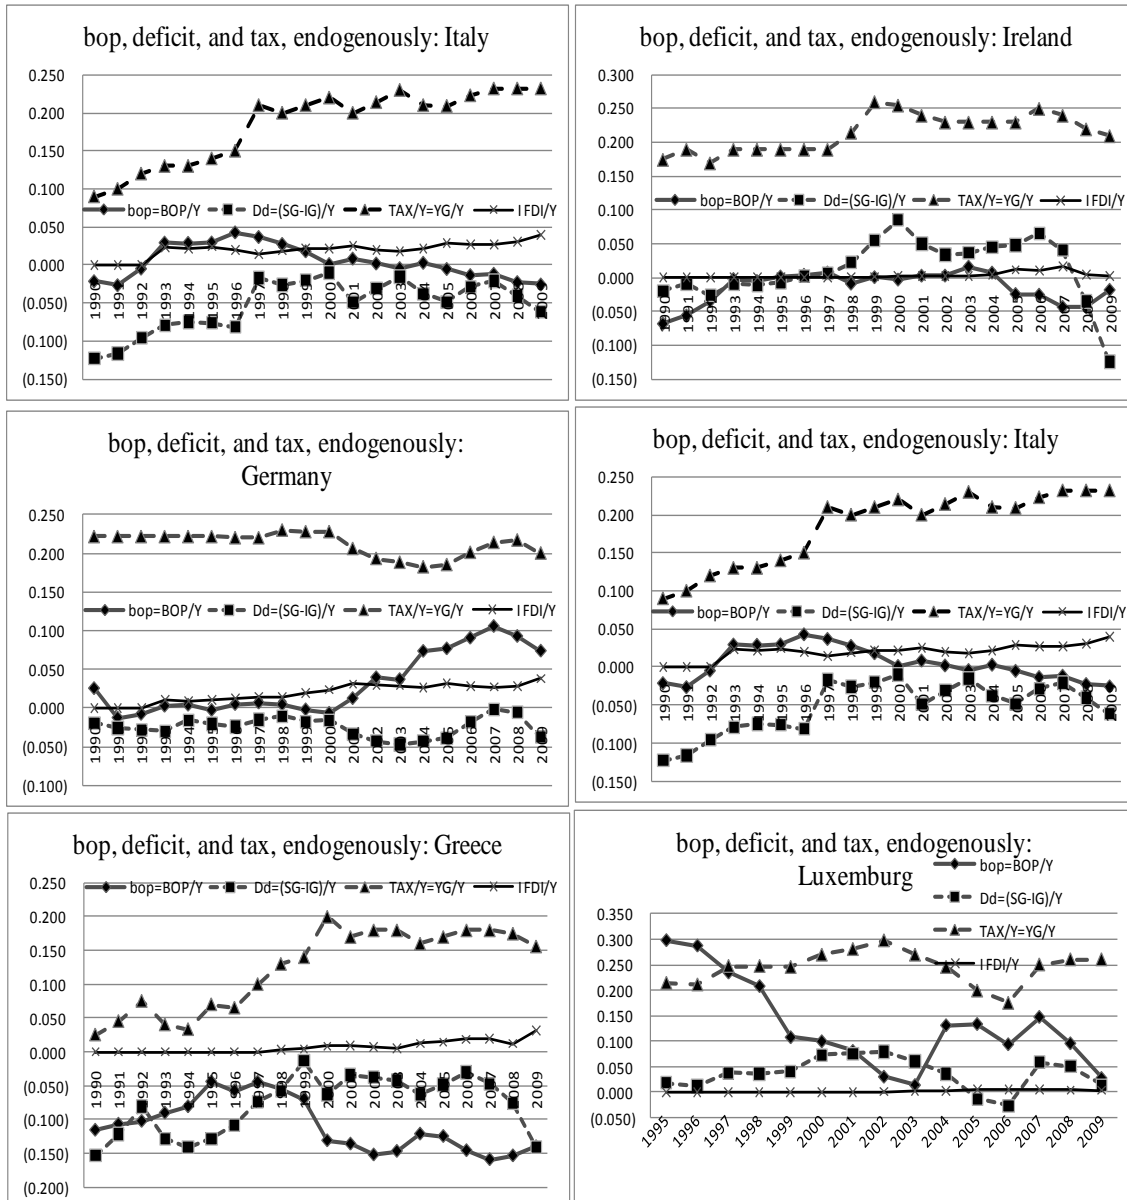 bop, deficit, and tax, endogenously: Italy
0.250
0.200
0.150
0.100
bop=BOP/Y Dd=(SG-IG)/Y TAX/Y=YG/Y I FDI/Y
0.050
0.000
(0.050)
(0.100)
(0.150)
1990 1991 1992 1993 1994 1995 1996 1997 1998 1999 2000 2001 2002 2003 2004 2005 2006 2007 2008 2009
bop, deficit, and tax, endogenously: Ireland
0.300
0.250
0.200
0.150
bop=BOP/Y Dd=(SG-IG)/Y TAX/Y=YG/Y I FDI/Y
0.100
0.050
0.000
(0.050)
(0.100)
(0.150)
1990 1991 1992 1993 1994 1995 1996 1997 1998 1999 2000 2001 2002 2003 2004 2005 2006 2007 2008 2009
bop, deficit, and tax, endogenously:
Germany
0.250
0.200
0.150
bop=BOP/Y Dd=(SG-IG)/Y TAX/Y=YG/Y I FDI/Y
0.100
0.050
0.000
(0.050)
(0.100)
1990 1991 1992 1993 1994 1995 1996 1997 1998 1999 2000 2001 2002 2003 2004 2005 2006 2007 2008 2009
bop, deficit, and tax, endogenously: Italy
0.250
0.200
0.150
0.100
bop=BOP/Y Dd=(SG-IG)/Y TAX/Y=YG/Y I FDI/Y
0.050
0.000
(0.050)
(0.100)
(0.150)
1990 1991 1992 1993 1994 1995 1996 1997 1998 1999 2000 2001 2002 2003 2004 2005 2006 2007 2008 2009
bop, deficit, and tax, endogenously: Greece
0.250
bop=BOP/Y Dd=(SG-IG)/Y TAX/Y=YG/Y I FDI/Y
0.200
0.150
0.100
0.050
0.000
(0.050)
(0.100)
(0.150)
(0.200)
1990 1991 1992 1993 1994 1995 1996 1997 1998 1999 2000 2001 2002 2003 2004 2005 2006 2007 2008 2009
bop, deficit, and tax, endogenously:
Luxemburg
bop=BOP/Y
Dd=(SG-IG)/Y
TAX/Y=YG/Y
I FDI/Y
0.350
0.300
0.250
0.200
0.150
0.100
0.050
0.000
(0.050)
1995 1996 1997 1998 1999 2000 2001 2002 2003 2004 2005 2006 2007 2008 2009